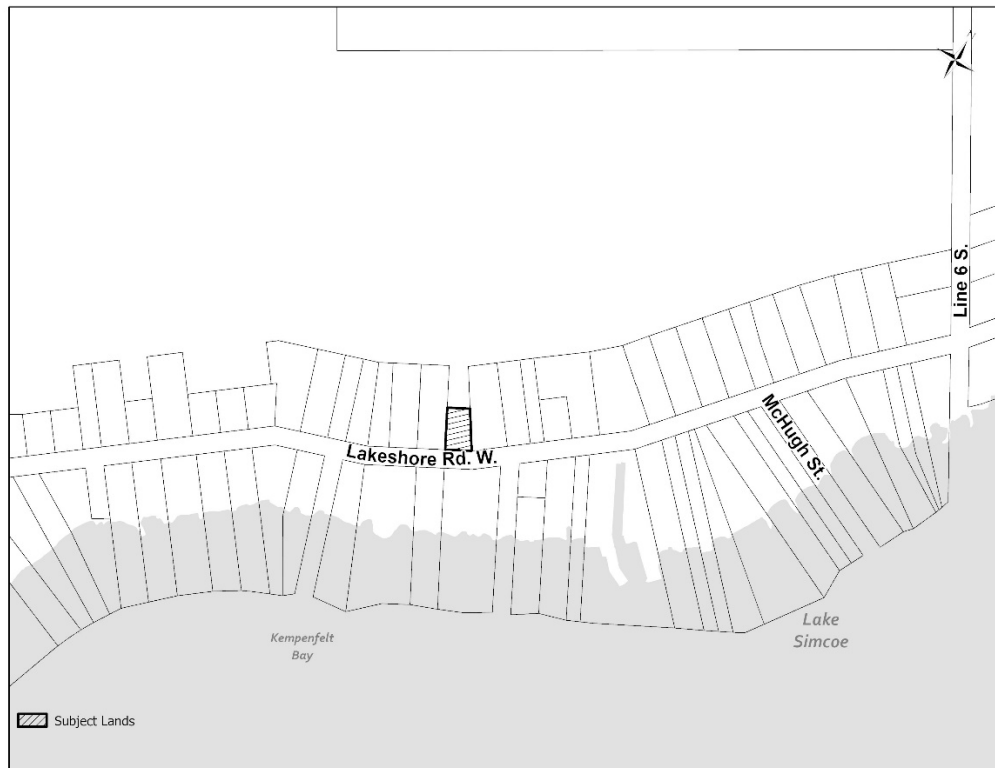 Line 6 S.
McHugh St.
Lakeshore Rd. W.
Lake
Simcoe
Kempenfelt
Bay
Subject Lands